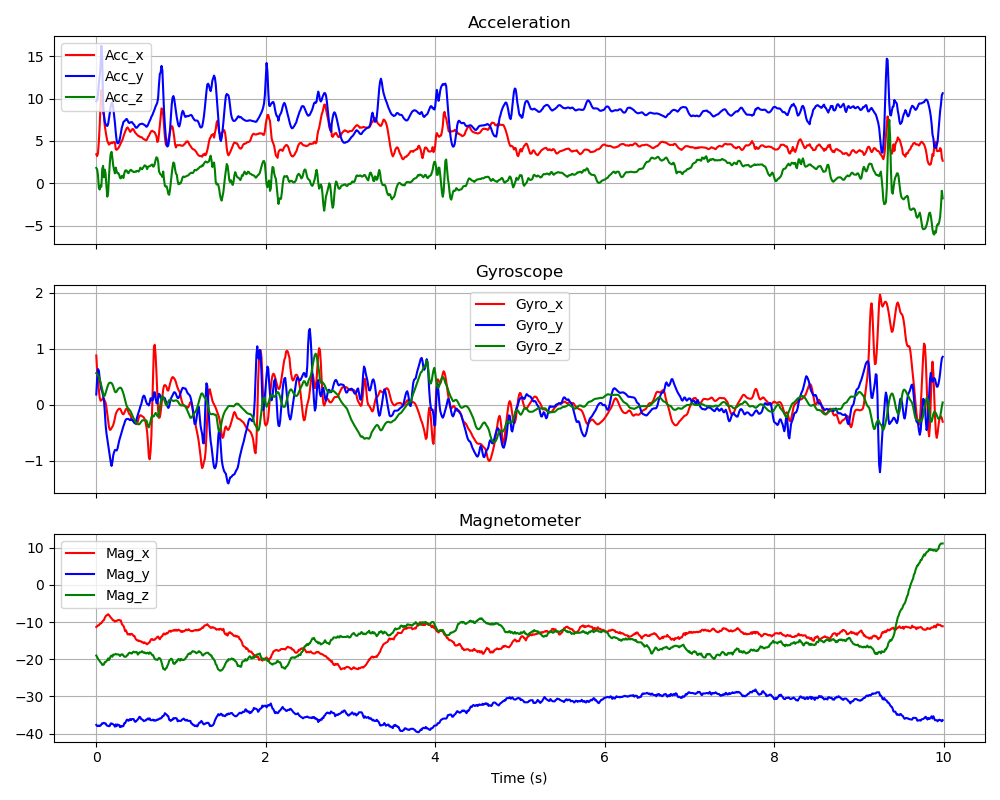 Acceleration
Acc_x
Acc_y
Acc_z
15
10
5
0
−5
Gyroscope
Gyro_x
Gyro_y
Gyro_z
2
1
0
−1
Magnetometer
Mag_x
Mag_y
Mag_z
10
0
−10
−20
−30
−40
0 2 4 6 8 10
Time (s)